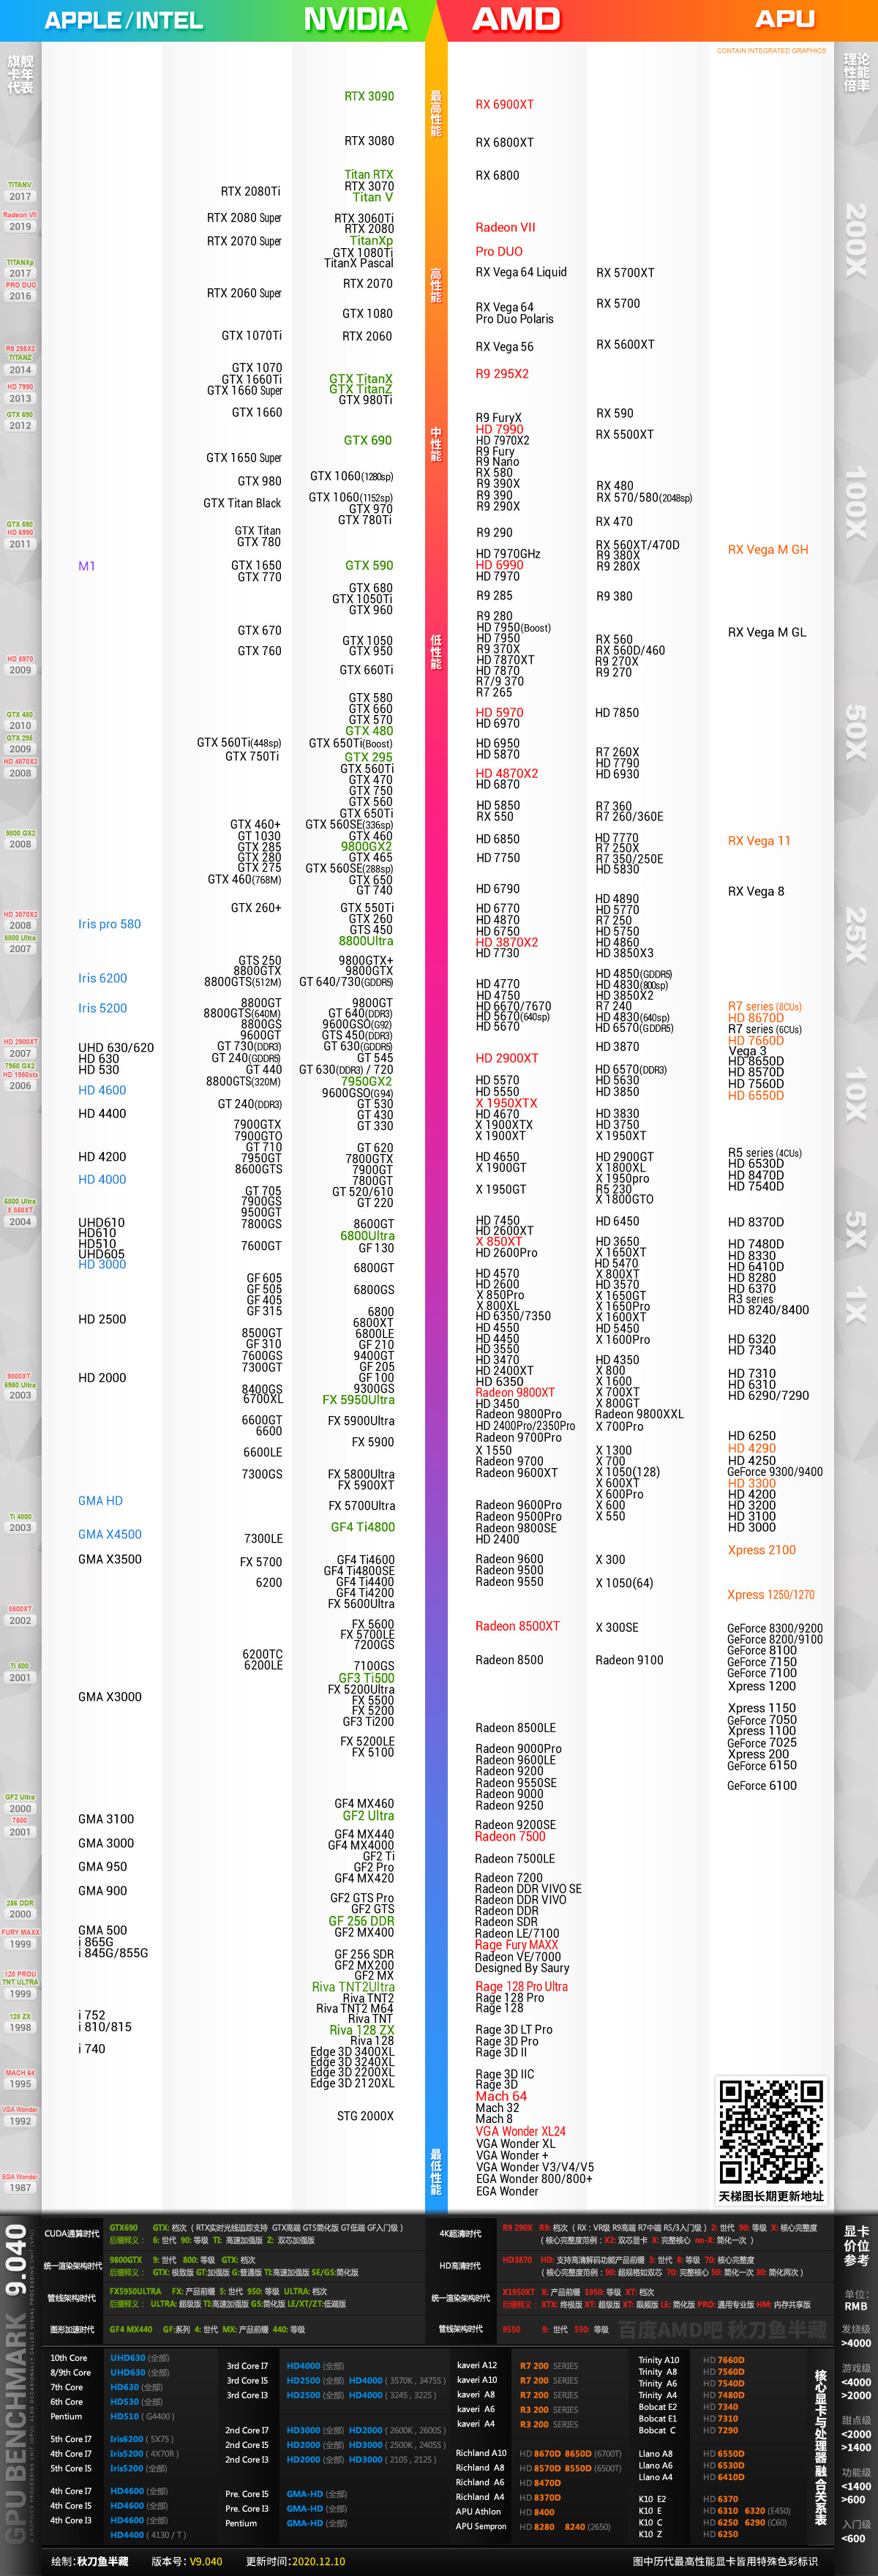 APPLE/INTEL
NVIDIA
AMD
APU
旗舰
卡年
代表
TITANV
2017
Radeon VII
2019
TITANXp
2017
PRO DUO
2016
R9 295X2
TITANZ
2014
HD 7990
2013
GTX 690
2012
GTX 590
HD 6990
2011
HD 5970
2009
GTX 480
2010
GTX 295
2009
HD 4870X2
2008
9800 GX2
2008
HD 3870X2
2008
8800 Ultra
2007
HD 2900XT
2007
7950 GX2
HD 1950xtx
2006
6800 Ultra
X 850XT
2004
9800XT
5950 Ultra
2003
Ti 4800
2003
8500XT
2002
Ti 500
2001
GF2 Ultra
2000
7500
2001
256 DDR
2000
FURY MAXX
1999
128 PROU
TNT ULTRA
1999
128 ZX
1998
MACH 64
1995
VGA Wonder
1992
EGA Wonder
1987
M1
Iris pro 580
Iris 6200
Iris 5200
UHD 630/620
HD 630
HD 530
HD 4600
HD 4400
HD 4200
HD 4000
UHD610
HD610
HD510
UHD605
HD 3000
HD 2500
HD 2000
GMA HD
GMA X4500
GMA X3500
GMA X3000
GMA 3100
GMA 3000
GMA 950
GMA 900
GMA 500
i 865G
i 845G/855G
i 752
i 810/815
i 740
RTX 2080Ti
RTX 2080 Super
RTX 2070 Super
RTX 2060 Super
GTX 1070Ti
GTX 1070
GTX 1660Ti
GTX 1660 Super
GTX 1660
GTX 1650 Super
GTX 980
GTX Titan Black
GTX Titan
GTX 780
GTX 1650
GTX 770
GTX 670
GTX 760
GTX 560Ti(448sp)
GTX 750Ti
GTX 460+
GT 1030
GTX 285
GTX 280
GTX 275
GTX 460(768M)
GTX 260+
GTS 250
8800GTX
8800GTS(512M)
8800GT
8800GTS(640M)
8800GS
9600GT
GT 730(DDR3)
GT 240(GDDR5)
GT 440
8800GTS(320M)
GT 240(DDR3)
7900GTX
7900GTO
GT 710
7950GT
8600GTS
GT 705
7900GS
9500GT
7800GS
7600GT
GF 605
GF 505
GF 405
GF 315
8500GT
GF 310
7600GS
7300GT
8400GS
6700XL
6600GT
6600
6600LE
7300GS
7300LE
FX 5700
6200
6200TC
6200LE
RTX 3090
RTX 3080
Titan RTX
RTX 3070
Titan V
RTX 3060Ti
RTX 2080
TitanXp
GTX 1080Ti
TitanX Pascal
RTX 2070
GTX 1080
RTX 2060
GTX TitanX
GTX TitanZ
GTX 980Ti
GTX 690
GTX 1060(1280sp)
GTX 1060(1152sp)
GTX 970
GTX 780Ti
GTX 590
GTX 680
GTX 1050Ti
GTX 960
GTX 1050
GTX 950
GTX 660Ti
GTX 580
GTX 660
GTX 570
GTX 480
GTX 650Ti(Boost)
GTX 295
GTX 560Ti
GTX 470
GTX 750
GTX 560
GTX 650Ti
GTX 560SE(336sp)
GTX 460
9800GX2
GTX 465
GTX 560SE(288sp)
GTX 650
GT 740
GTX 550Ti
GTX 260
GTS 450
8800Ultra
9800GTX+
9800GTX
GT 640/730(GDDR5)
9800GT
GT 640(DDR3)
9600GSO(G92)
GTS 450(DDR3)
GT 630(GDDR5)
GT 545
GT 630(DDR3) / 720
7950GX2
9600GSO(G94)
GT 530
GT 430
GT 330
GT 620
7800GTX
7900GT
7800GT
GT 520/610
GT 220
8600GT
6800Ultra
GF 130
6800GT
6800GS
6800
6800XT
6800LE
GF 210
9400GT
GF 205
GF 100
9300GS
FX 5950Ultra
FX 5900Ultra
FX 5900
FX 5800Ultra
FX 5900XT
FX 5700Ultra
GF4 Ti4800
GF4 Ti4600
GF4 Ti4800SE
GF4 Ti4400
GF4 Ti4200
FX 5600Ultra
FX 5600
FX 5700LE
7200GS
7100GS
GF3 Ti500
FX 5200Ultra
FX 5500
FX 5200
GF3 Ti200
FX 5200LE
FX 5100
GF4 MX460
GF2 Ultra
GF4 MX440
GF4 MX4000
GF2 Ti
GF2 Pro
GF4 MX420
GF2 GTS Pro
GF2 GTS
GF 256 DDR
GF2 MX400
GF 256 SDR
GF2 MX200
GF2 MX
Riva TNT2Ultra
Riva TNT2
Riva TNT2 M64
Riva TNT
Riva 128 ZX
Riva 128
Edge 3D 3400XL
Edge 3D 3240XL
Edge 3D 2200XL
Edge 3D 2120XL
STG 2000X
最高性能
高性能
中性能
低性能
最低性能
RX 6900XT
RX 6800XT
RX 6800
Radeon VII
Pro DUO
RX Vega 64 Liquid
RX Vega 64
Pro Duo Polaris
RX Vega 56
R9 295X2
R9 FuryX
HD 7990
HD 7970X2
R9 Fury
R9 Nano
RX 580
R9 390X
R9 390
R9 290X
R9 290
HD 7970GHz
HD 6990
HD 7970
R9 285
R9 280
HD 7950(Boost)
HD 7950
R9 370X
HD 7870XT
HD 7870
R7/9 370
R7 265
HD 5970
HD 6970
HD 6950
HD 5870
HD 4870X2
HD 6870
HD 5850
RX 550
HD 6850
HD 7750
HD 6790
HD 6770
HD 4870
HD 6750
HD 3870X2
HD 7730
HD 4770
HD 4750
HD 6670/7670
HD 5670(640sp)
HD 5670
HD 2900XT
HD 5570
HD 5550
X 1950XTX
HD 4670
X 1900XTX
X 1900XT
HD 4650
X 1900GT
X 1950GT
HD 7450
HD 2600XT
X 850XT
HD 2600Pro
HD 4570
HD 2600
X 850Pro
X 800XL
HD 6350/7350
HD 4550
HD 4450
HD 3550
HD 3470
HD 2400XT
HD 6350
Radeon 9800XT
HD 3450
Radeon 9800Pro
HD 2400Pro/2350Pro
Radeon 9700Pro
X 1550
Radeon 9700
Radeon 9600XT
Radeon 9600Pro
Radeon 9500Pro
Radeon 9800SE
HD 2400
Radeon 9600
Radeon 9500
Radeon 9550
Radeon 8500XT
Radeon 8500
Radeon 8500LE
Radeon 9000Pro
Radeon 9600LE
Radeon 9200
Radeon 9550SE
Radeon 9000
Radeon 9250
Radeon 9200SE
Radeon 7500
Radeon 7500LE
Radeon 7200
Radeon DDR VIVO SE
Radeon DDR VIVO
Radeon DDR
Radeon SDR
Radeon LE/7100
Rage Fury MAXX
Radeon VE/7000
Designed By Saury
Rage 128 Pro Ultra
Rage 128 Pro
Rage 128
Rage 3D LT Pro
Rage 3D Pro
Rage 3D II
Rage 3D IIC
Rage 3D
Mach 64
Mach 32
Mach 8
VGA Wonder XL24
VGA Wonder XL
VGA Wonder +
VGA Wonder V3/V4/V5
EGA Wonder 800/800+
EGA Wonder
RX 5700XT
RX 5700
RX 5600XT
RX 590
RX 5500XT
RX 480
RX 570/580(2048sp)
RX 470
RX 560XT/470D
R9 380X
R9 280X
R9 380
RX 560
RX 560D/460
R9 270X
R9 270
HD 7850
R7 260X
HD 7790
HD 6930
R7 360
R7 260/360E
HD 7770
R7 250X
R7 350/250E
HD 5830
HD 4890
HD 5770
R7 250
HD 5750
HD 4860
HD 3850X3
HD 4850(GDDR5)
HD 4830(800sp)
HD 3850X2
R7 240
HD 4830(640sp)
HD 6570(GDDR5)
HD 3870
HD 6570(DDR3)
HD 5630
HD 3850
HD 3830
HD 3750
X 1950XT
HD 2900GT
X 1800XL
X 1950pro
R5 230
X 1800GTO
HD 6450
HD 3650
X 1650XT
HD 5470
X 800XT
HD 3570
X 1650GT
X 1650Pro
X 1600XT
HD 5450
X 1600Pro
HD 4350
X 800
X 1600
X 700XT
X 800GT
Radeon 9800XXL
X 700Pro
X 1300
X 700
X 1050(128)
X 600XT
X 600Pro
X 600
X 550
X 300
X 1050(64)
X 300SE
Radeon 9100
CONTAIN INTEGRATED GRAPHICS
RX Vega M GH
RX Vega M GL
RX Vega 11
RX Vega 8
R7 series (8CUs)
HD 8670D
R7 series (6CUs)
HD 7660D
Vega 3
HD 8650D
HD 8570D
HD 7560D
HD 6550D
R5 series (4CUs)
HD 6530D
HD 8470D
HD 7540D
HD 8370D
HD 7480D
HD 8330
HD 6410D
HD 8280
HD 6370
R3 series
HD 8240/8400
HD 6320
HD 7340
HD 7310
HD 6310
HD 6290/7290
HD 6250
HD 4290
HD 4250
GeForce 9300/9400
HD 3300
HD 4200
HD 3200
HD 3100
HD 3000
Xpress 2100
Xpress 1250/1270
GeForce 8300/9200
GeForce 8200/9100
GeForce 8100
GeForce 7150
GeForce 7100
Xpress 1200
Xpress 1150
GeForce 7050
Xpress 1100
GeForce 7025
Xpress 200
GeForce 6150
GeForce 6100
天梯图长期更新地址
理论
性能
倍率
200X
100X
50X
25X
10X
5X
1X
GPU BENCHMARK 9.040
CUDA通算时代
GTX690 GTX: 档次 ( RTX实时光线追踪支持 GTX高端 GTS简化版 GT低端 GF入门级 )
后缀释义: 6: 世代 90: 等级 TI: 高速加强版 Z: 双芯加强版
统一渲染架构时代
9800GTX 9: 世代 800: 等级 GTX: 档次
后缀释义: GTX: 极致版 GT:加强版 G:普通版 TI:高速加强版 SE/GS:简化版
管线架构时代
FX5950ULTRA FX: 产品前缀 5: 世代 950: 等级 ULTRA: 档次
后缀释义: ULTRA: 超级版 TI:高速加强版 GS:简化版 LE/XT/ZT:低端版
图形加速时代
GF4 MX440 GF:系列 4: 世代 MX: 产品前缀 440: 等级
4K超清时代
R9 290X R9: 档次 ( RX: VR级 R9高端 R7中端 R5/3入门级 ) 2: 世代 90: 等级 X: 核心完整度
( 核心完整度范例: X2: 双芯显卡 X: 完整核心 no-X: 简化一次 )
HD高清时代
HD3870 HD: 支持高清解码功能产品前缀 3: 世代 8: 等级 70: 核心完整度
( 核心完整度范例: 90: 超频格如双芯 70: 完整核心 50: 简化一次 30: 简化两次 )
统一渲染架构时代
X1950XT X: 产品前缀 1950: 等级 XT: 档次
后缀释义: XTX: 终极版 XT: 超级版 XT: 限频版 LE: 简化版 PRO: 通用专业版 HM: 内存共享版
管线架构时代
9550 9: 世代 550: 等级
百度AMD吧 秋刀鱼半藏
10th Core UHD630 (全部)
8/9th Core UHD630 (全部)
7th Core HD630 (全部)
6th Core HD530 (全部)
Pentium HD510 ( G4400 )
5th Core I7 Iris6200 ( 5X75 )
4th Core I7 Iris5200 ( 4X70R )
5th Core I5 Iris5200 (全部)
4th Core I7 HD4600 (全部)
4th Core I5 HD4600 (全部)
4th Core I3 HD4600 (全部)
HD4400 ( 4130 / T )
3rd Core I7 HD4000 (全部)
3rd Core I5 HD2500 (全部) HD4000 ( 3570K , 3475S )
3rd Core I3 HD2500 (全部) HD4000 ( 3245 , 3225 )
2nd Core I7 HD3000 (全部) HD2000 ( 2600K , 2600S )
2nd Core I5 HD2000 (全部) HD3000 ( 2500K , 2405S )
2nd Core I3 HD2000 (全部) HD3000 ( 2105 , 2125 )
Pre. Core I5 GMA-HD (全部)
Pre. Core I3 GMA-HD (全部)
Pentium GMA-HD (全部)
kaveri A12 R7 200 SERIES
kaveri A10 R7 200 SERIES
kaveri A8 R7 200 SERIES
kaveri A6 R3 200 SERIES
kaveri A4 R3 200 SERIES
Richland A10 HD 8670D 8650D (6700T)
Richland A8 HD 8570D 8550D (6500T)
Richland A6 HD 8470D
Richland A4 HD 8370D
APU Athlon HD 8400
APU Sempron HD 8280 8240 (2650)
Trinity A10 HD 7660D
Trinity A8 HD 7560D
Trinity A6 HD 7540D
Trinity A4 HD 7480D
Bobcat E2 HD 7340
Bobcat E1 HD 7310
Bobcat C HD 7290
Llano A8 HD 6550D
Llano A6 HD 6530D
Llano A4 HD 6410D
K10 E2 HD 6370
K10 E HD 6310 6320 (E450)
K10 C HD 6250 6290 (C60)
K10 Z HD 6250
核心显卡与处理器 融合关系表
显卡
价位
参考
单位:
RMB
发烧级
>4000
游戏级
<4000
>2000
甜点级
<2000
>1400
功能级
<1400
>600
入门级
<600
绘制:秋刀鱼半藏 版本号: V9.040 更新时间:2020.12.10 图中历代最高性能显卡皆用特殊色彩标识